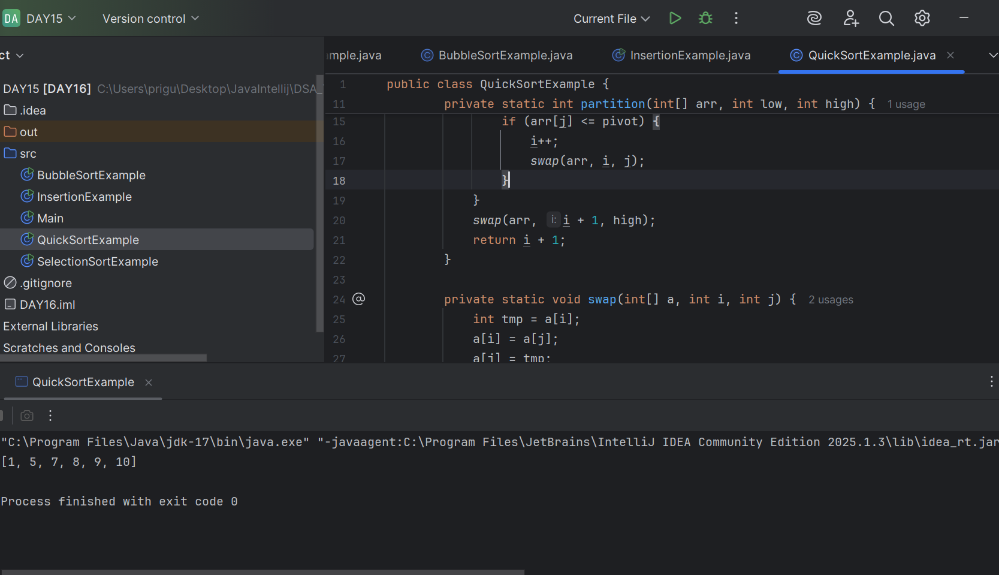 DA DAY15 Version control Current File
ct
mple.java BubbleSortExample.java InsertionExample.java QuickSortExample.java
DAY15 [DAY16] C:\Users\prigu\Desktop\JavaIntellij\DSA_
.idea
out
src
BubbleSortExample
InsertionExample
Main
QuickSortExample
SelectionSortExample
.gitignore
DAY16.iml
External Libraries
Scratches and Consoles
1 public class QuickSortExample {
11 private static int partition(int[] arr, int low, int high) { 1 usage
15 if (arr[j] <= pivot) {
16 i++;
17 swap(arr, i, j);
18 }
19 }
20 swap(arr, i: i + 1, high);
21 return i + 1;
22 }
23
24 @ private static void swap(int[] a, int i, int j) { 2 usages
25 int tmp = a[i];
26 a[i] = a[j];
27 a[j] = tmp;
QuickSortExample
"C:\Program Files\Java\jdk-17\bin\java.exe" "-javaagent:C:\Program Files\JetBrains\IntelliJ IDEA Community Edition 2025.1.3\lib\idea_rt.jar
[1, 5, 7, 8, 9, 10]
Process finished with exit code 0